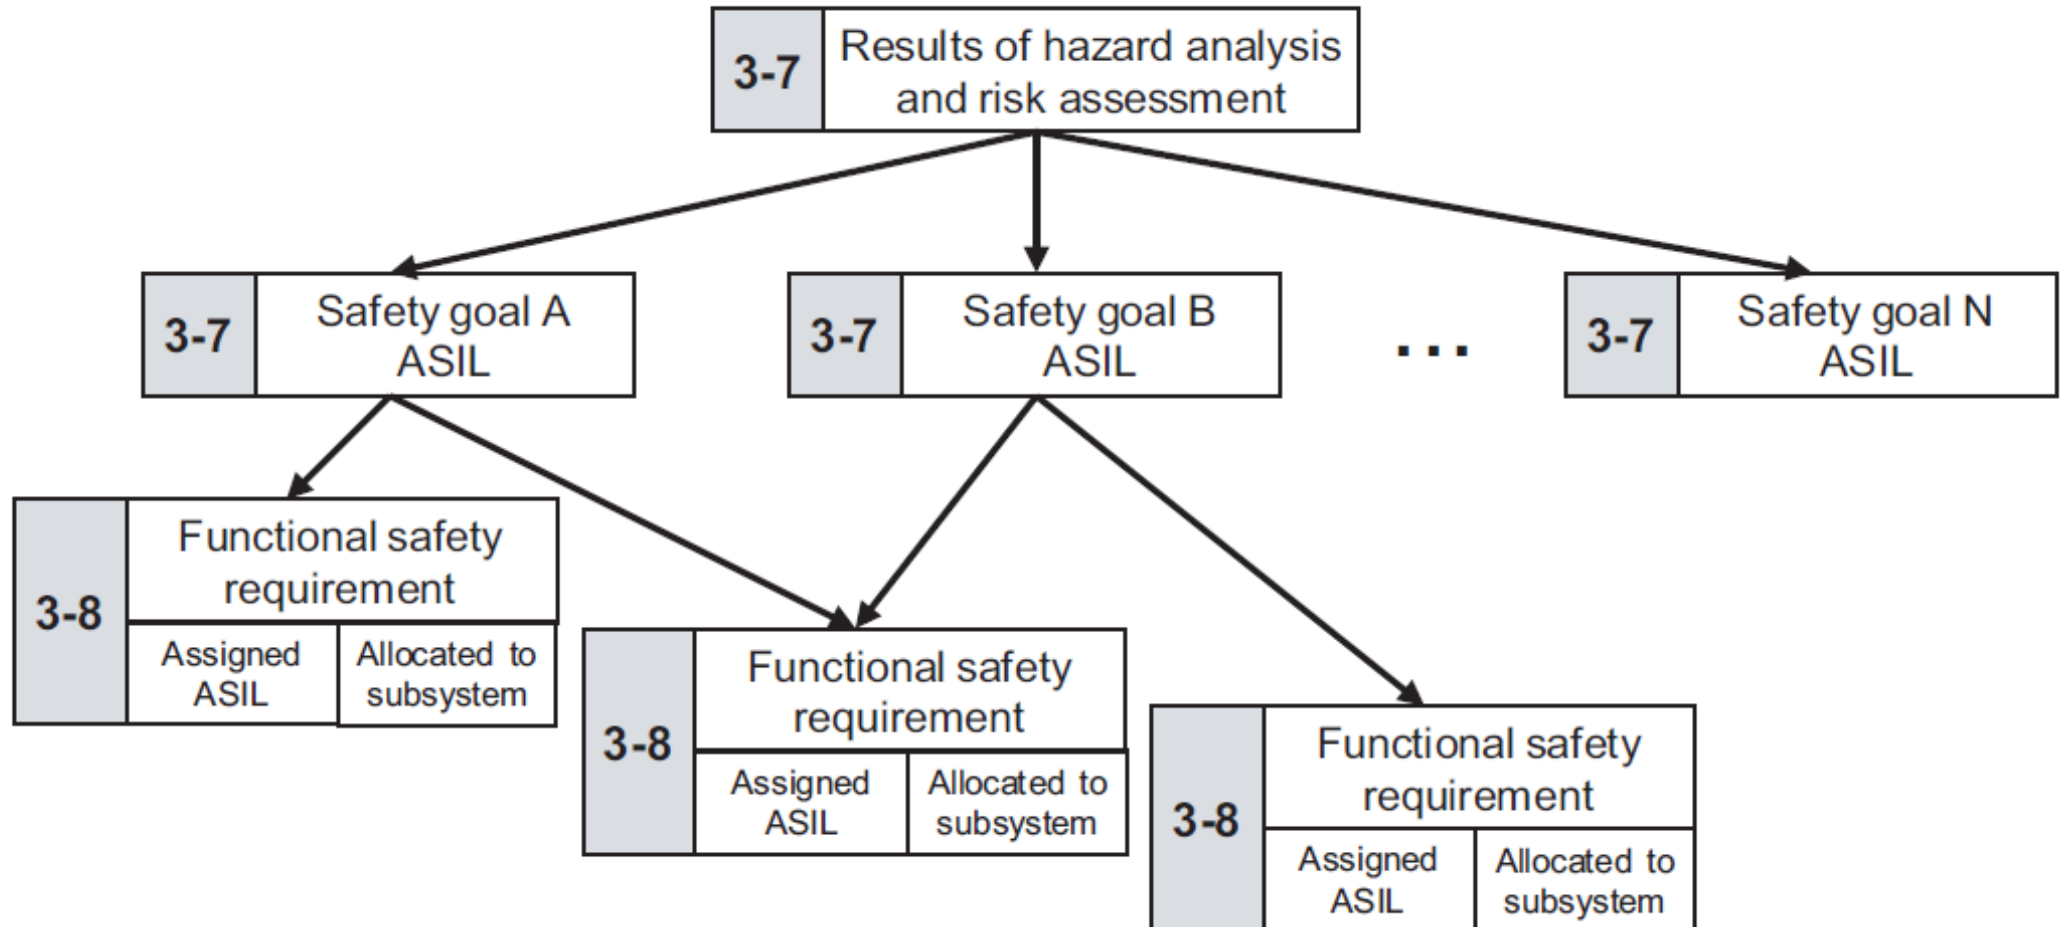 3-7
Results of hazard analysis
and risk assessment
3-7
Safety goal A
ASIL
3-7
Safety goal B
ASIL
...
3-7
Safety goal N
ASIL
3-8
Functional safety
requirement
Assigned
ASIL
Allocated to
subsystem
3-8
Functional safety
requirement
Assigned
ASIL
Allocated to
subsystem
3-8
Functional safety
requirement
Assigned
ASIL
Allocated to
subsystem